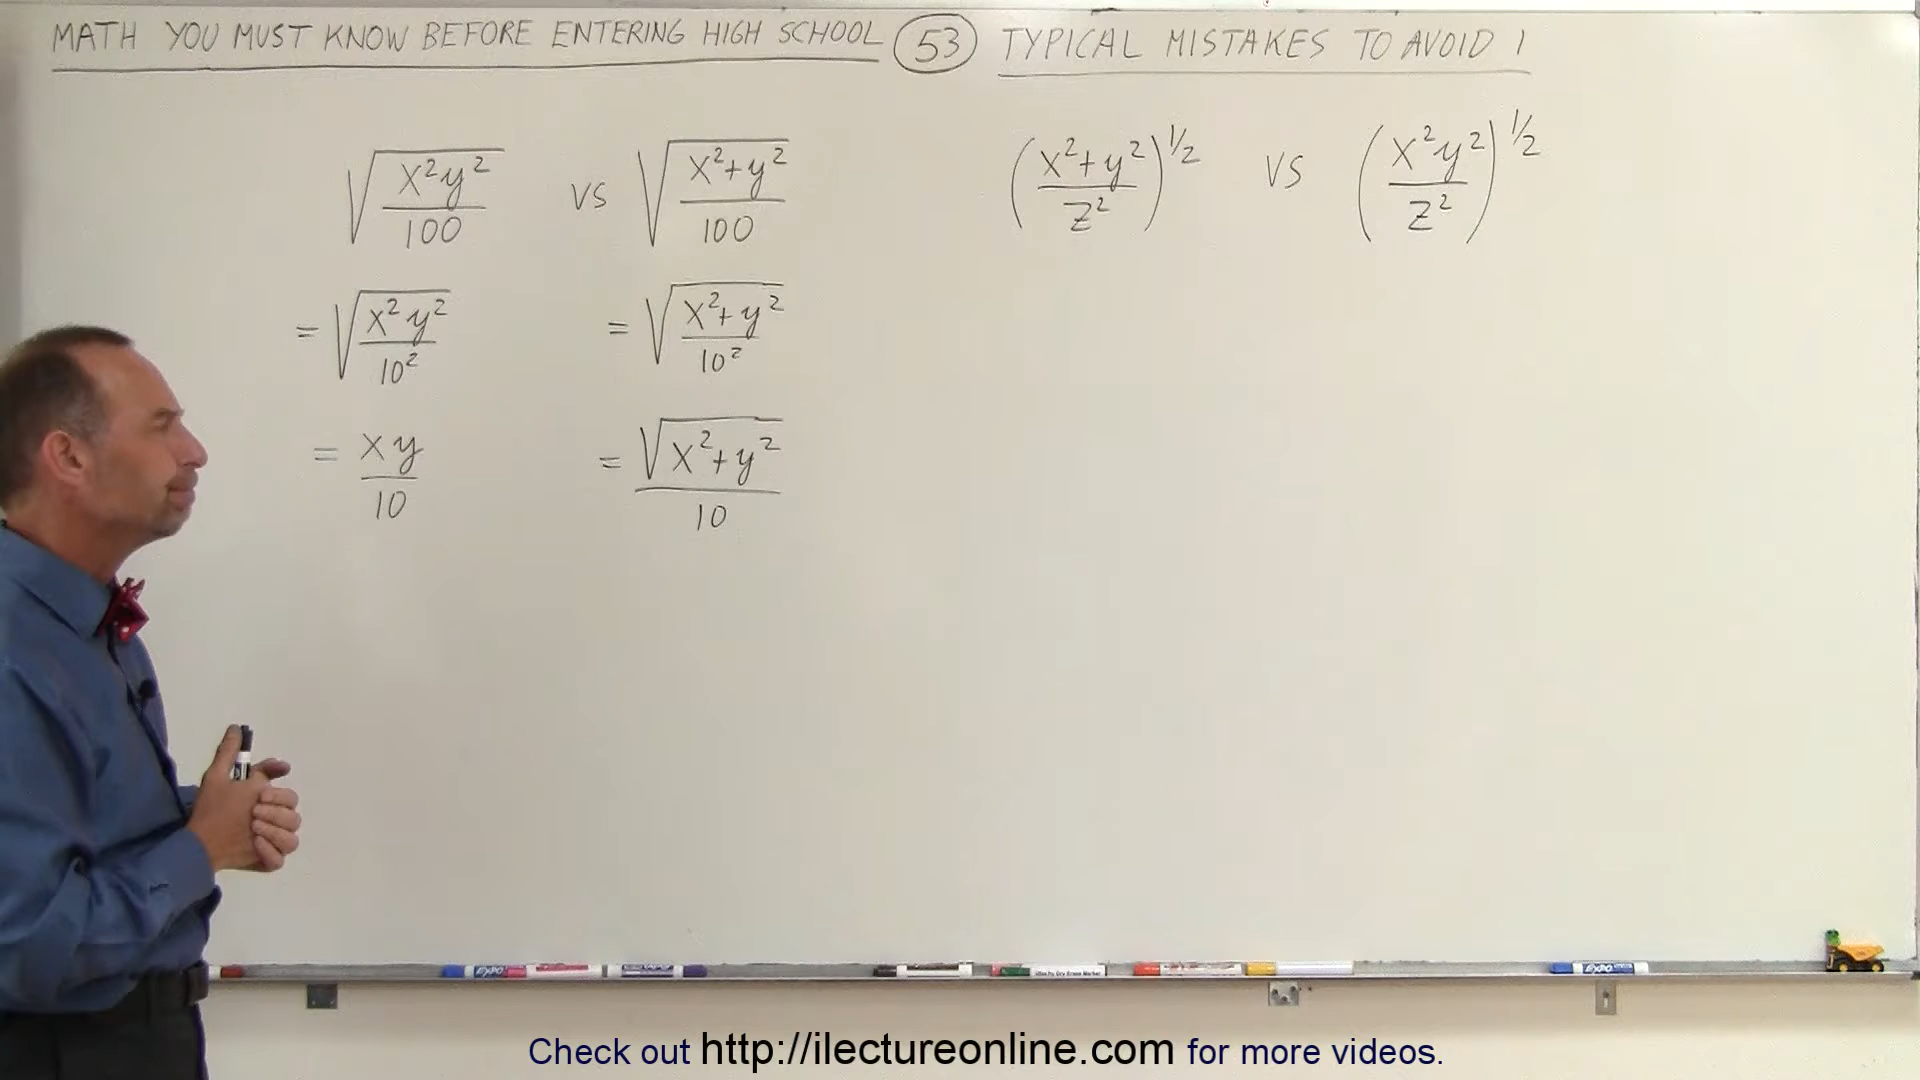 MATH YOU MUST KNOW BEFORE ENTERING HIGH SCHOOL (53) TYPICAL MISTAKES TO AVOID 1
√(x²y²/100) VS √(x²+y²/100) (x²+y²/z²)^½ VS (x²y²/z²)^½
= √(x²y²/10²) = √(x²+y²/10²)
= xy/10 = √(x²+y²)/10
EXPO
EXPO
Check out http://ilectureonline.com for more videos.